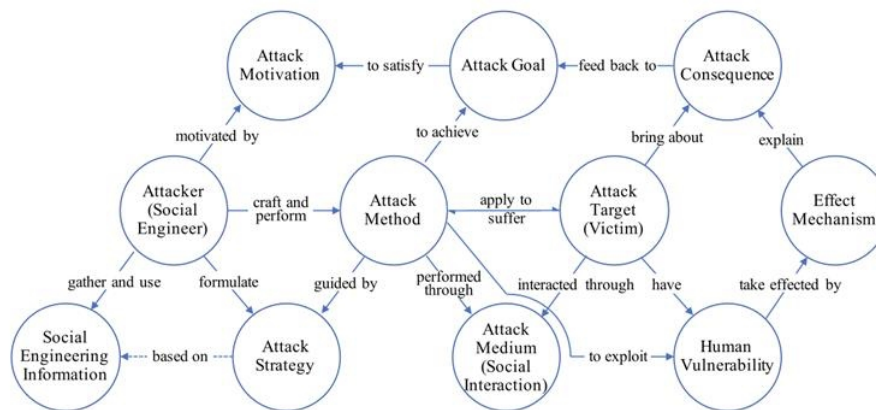 Attack
Motivation
to satisfy
Attack Goal
feed back to
Attack
Consequence
motivated by
to achieve
bring about
explain
Attacker
(Social
Engineer)
craft and
perform
Attack
Method
apply to
suffer
Attack
Target
(Victim)
Effect
Mechanism
gather and use
formulate
guided by
performed
through
interacted through
have
take effected by
Social
Engineering
Information
based on
Attack
Strategy
Attack
Medium
(Social
Interaction)
to exploit
Human
Vulnerability